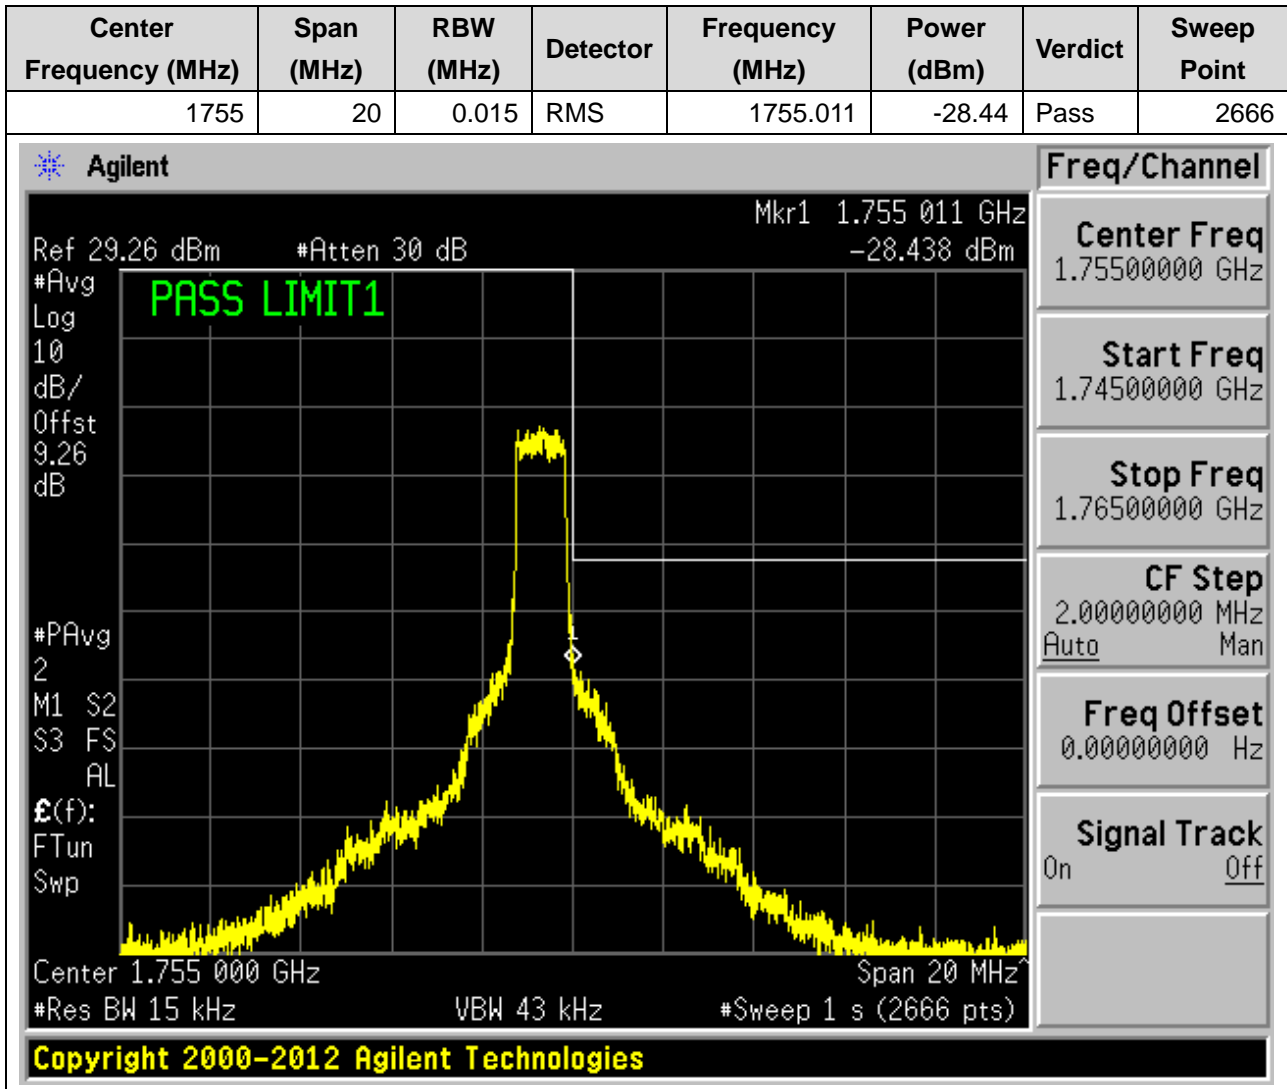 Center Frequency (MHz) Span (MHz) RBW (MHz) Detector Frequency (MHz) Power (dBm) Verdict Sweep Point
1755 20 0.015 RMS 1755.011 -28.44 Pass 2666
Agilent
Freq/Channel
Mkr1 1.755 011 GHz
Ref 29.26 dBm #Atten 30 dB -28.438 dBm
#Avg
Log
10
dB/
Offst
9.26
dB
PASS LIMIT1
1
#PAvg
2
M1 S2
S3 FS
AL
£(f):
FTun
Swp
Center 1.755 000 GHz Span 20 MHz^
#Res BW 15 kHz VBW 43 kHz #Sweep 1 s (2666 pts)
Center Freq
1.75500000 GHz
Start Freq
1.74500000 GHz
Stop Freq
1.76500000 GHz
CF Step
2.00000000 MHz
Auto Man
Freq Offset
0.00000000 Hz
Signal Track
On Off
Copyright 2000-2012 Agilent Technologies